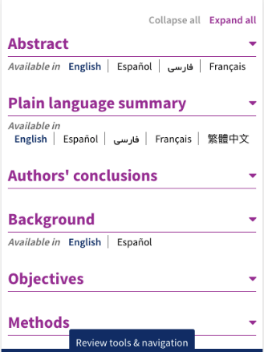 Collapse all Expand all
Abstract
Available in English Español فارسی Français
Plain language summary
Available in
English Español فارسی Français 繁體中文
Authors' conclusions
Background
Available in English Español
Objectives
Methods
Review tools & navigation